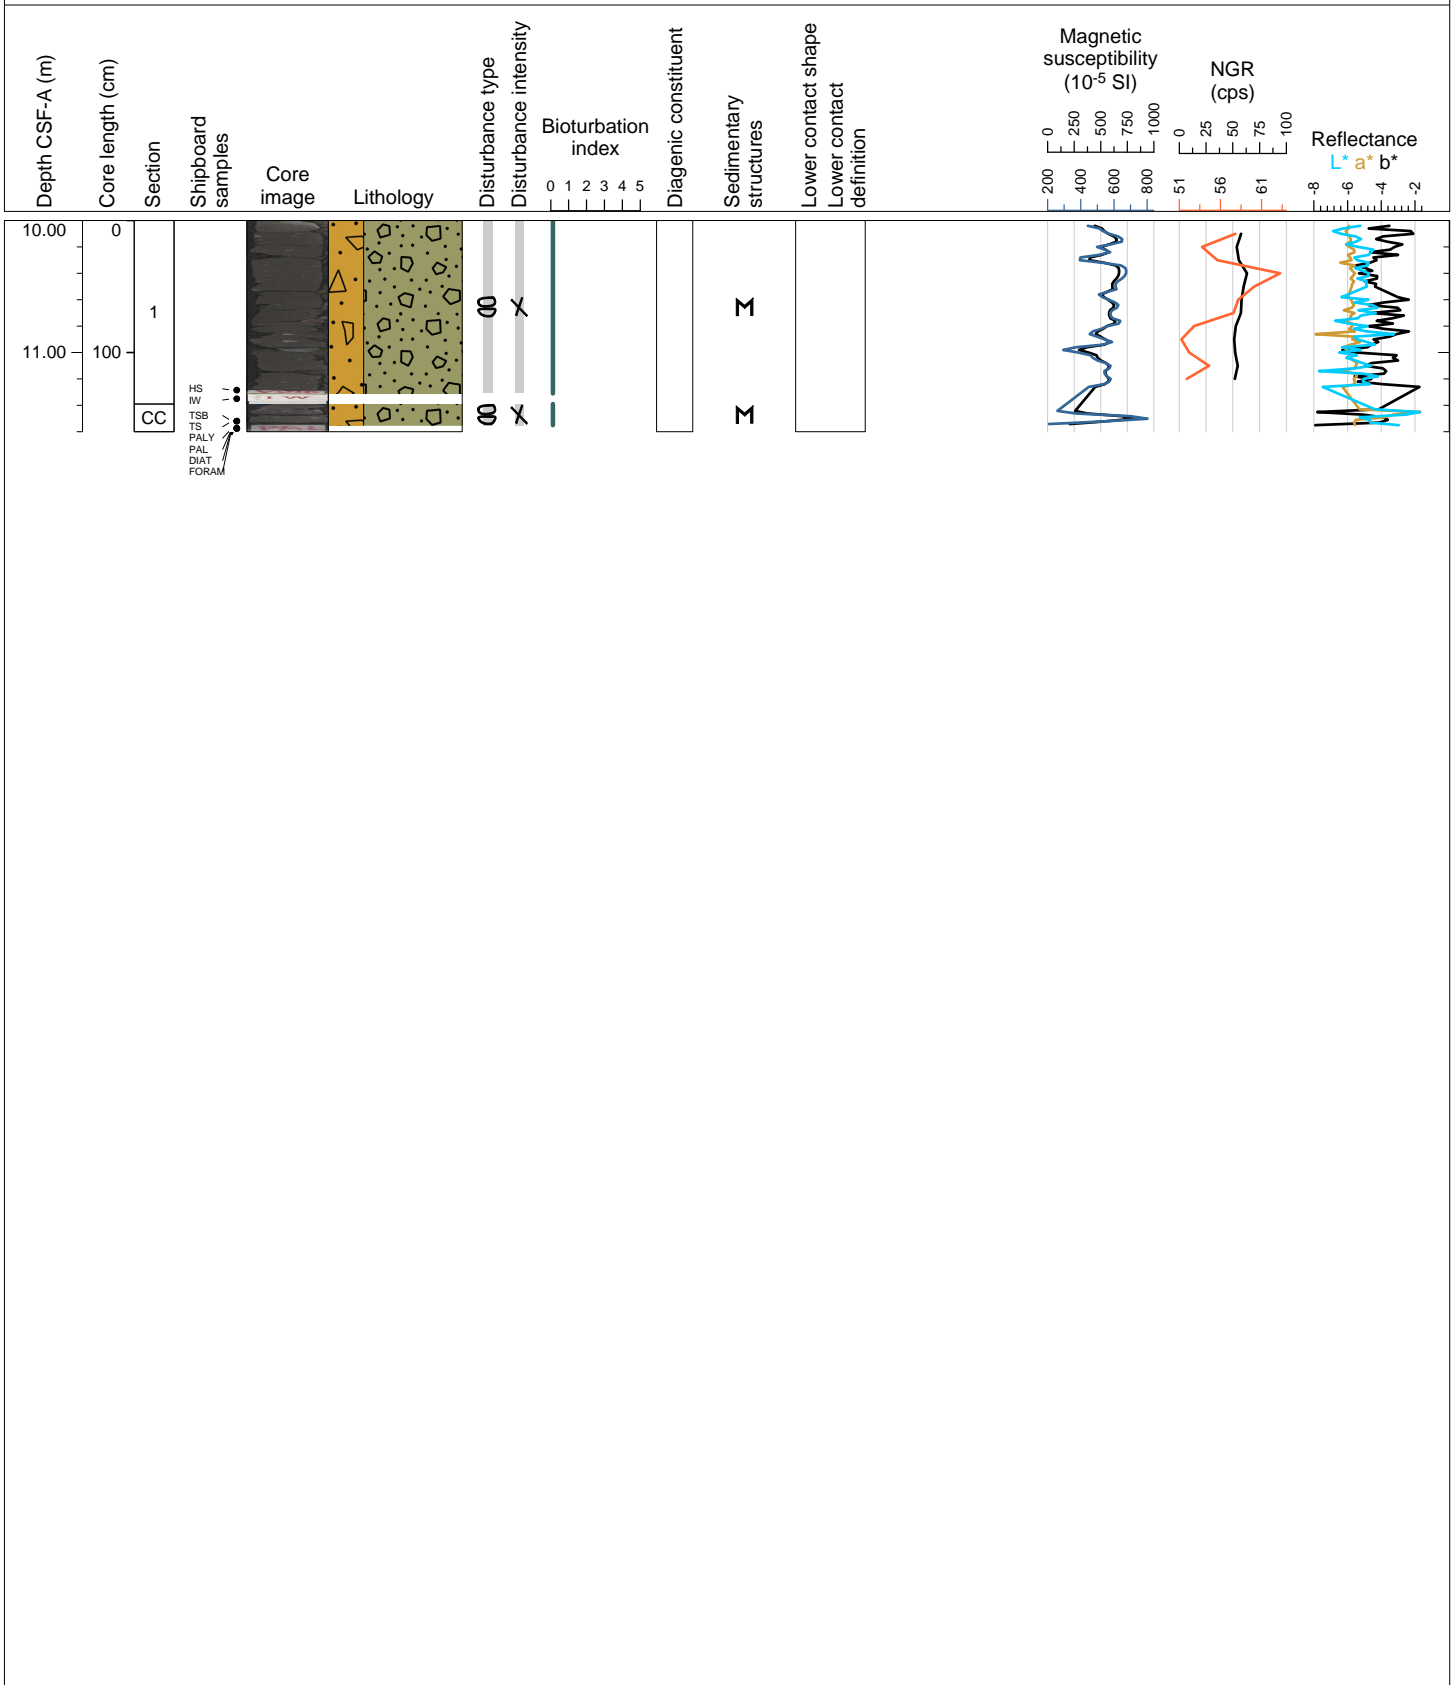 Depth CSF-A (m)
Core length (cm)
Section
Shipboard
samples
Core
image
Lithology
Disturbance type
Disturbance intensity
Bioturbation
index
0 1 2 3 4 5
Diagenic constituent
Sedimentary
structures
Lower contact shape
Lower contact
definition
Magnetic
susceptibility
(10-5 SI)
0 250 500 750 1000
200 400 600 800
NGR
(cps)
0 25 50 75 100
51 56 61
Reflectance
L* a* b*
-8 -6 -4 -2
10.00 0
1
11.00 100
HS
IW
I W
CC
TSB
TS
PALY
PAL
DIAT
FORAM